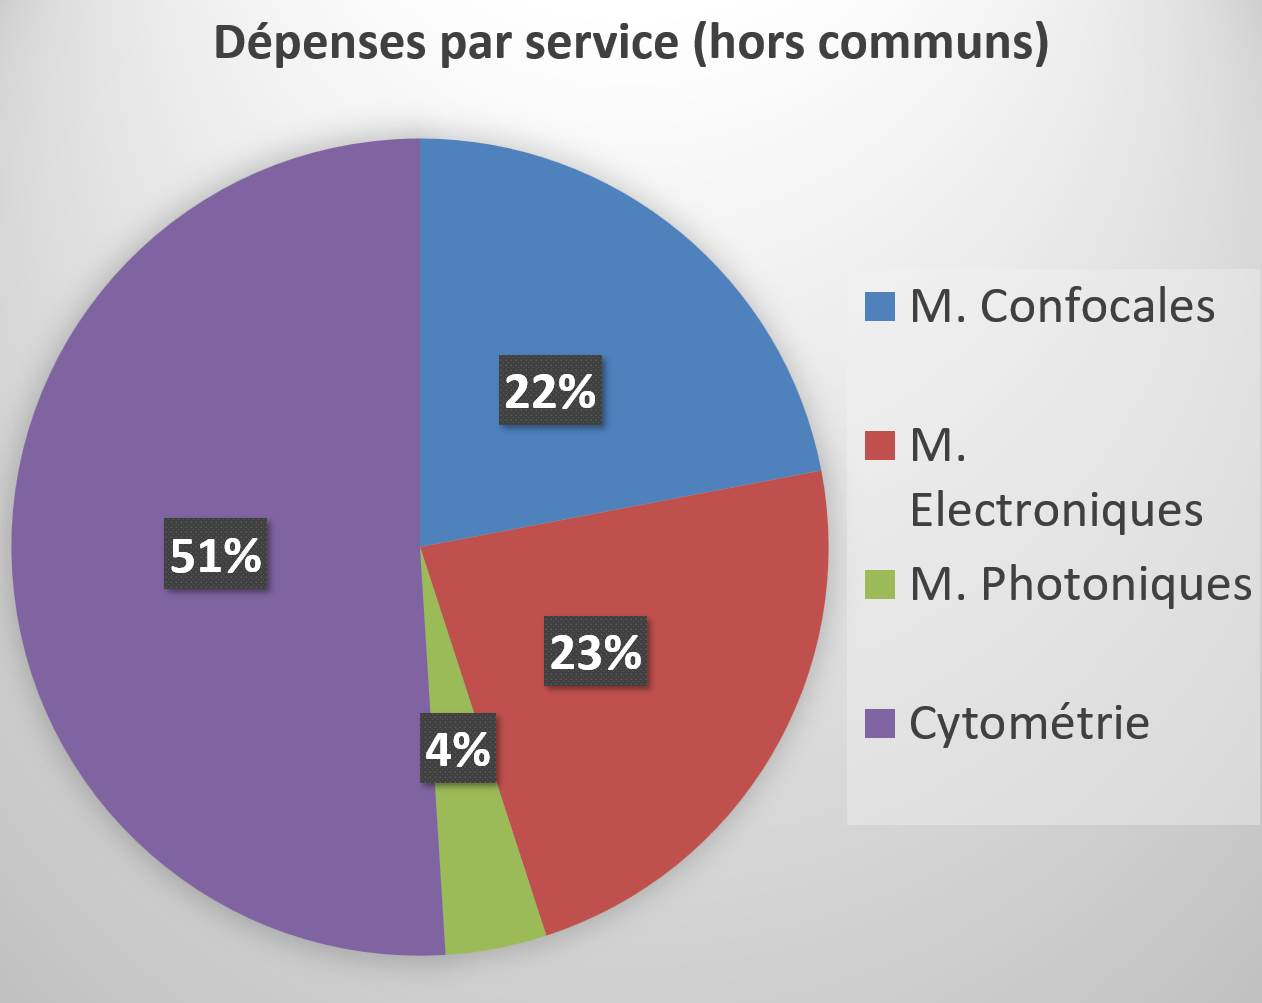 Dépenses par service (hors communs)
22%
51%
23%
4%
M. Confocales
M.
Electroniques
M. Photoniques
Cytométrie